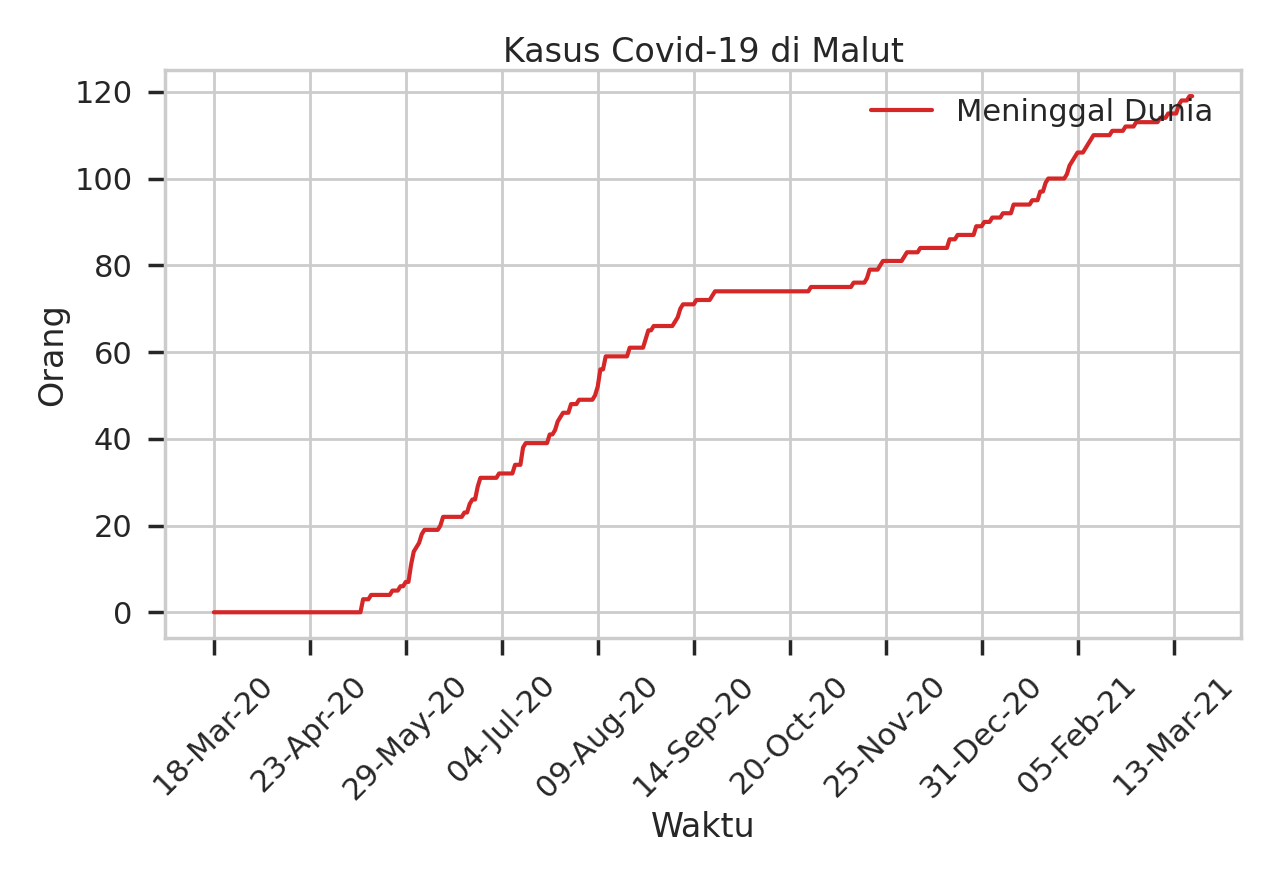 Kasus Covid-19 di Malut
Meninggal Dunia
120
100
80
60
40
20
0
Orang
18-Mar-20
23-Apr-20
29-May-20
04-Jul-20
09-Aug-20
14-Sep-20
20-Oct-20
25-Nov-20
31-Dec-20
05-Feb-21
13-Mar-21
Waktu